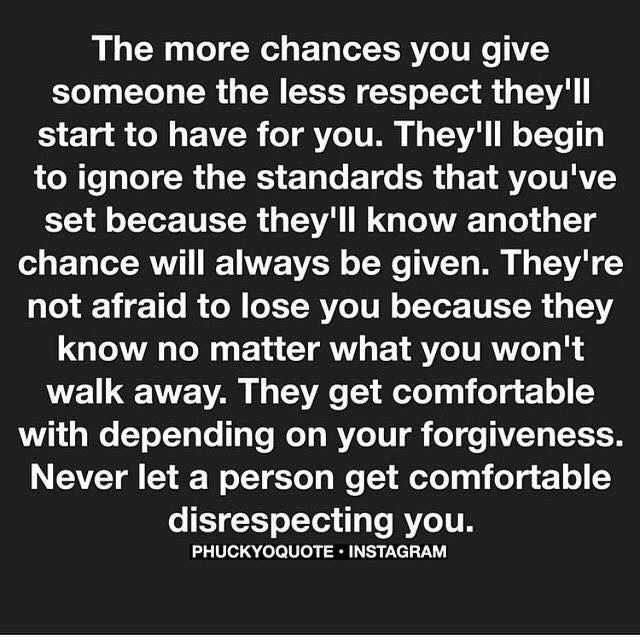 The more chances you give
someone the less respect they'll
start to have for you. They'll begin
to ignore the standards that you've
set because they'll know another
chance will always be given. They're
not afraid to lose you because they
know no matter what you won't
walk away. They get comfortable
with depending on your forgiveness.
Never let a person get comfortable
disrespecting you.
PHUCKYOQUOTE • INSTAGRAM